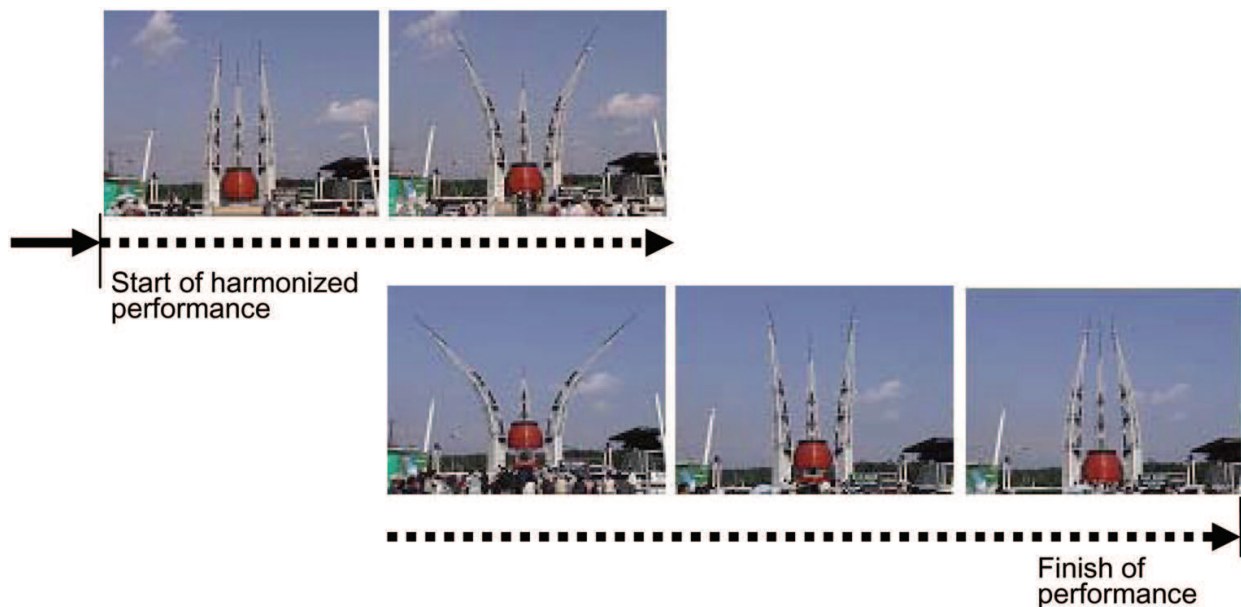 Start of harmonized
performance
Finish of
performance